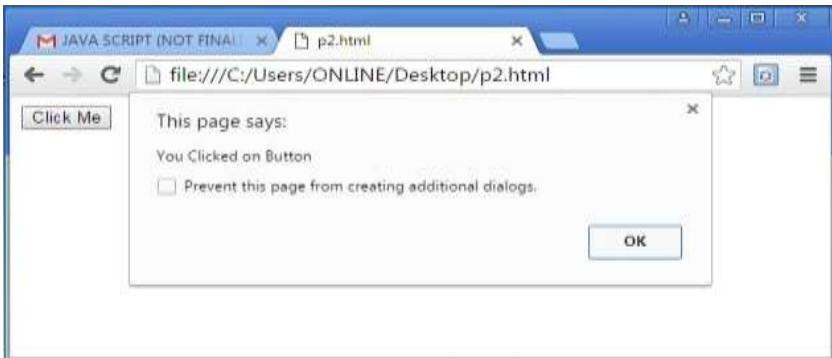 JAVA SCRIPT (NOT FINAL
p2.html
file:///C:/Users/ONLINE/Desktop/p2.html
Click Me
This page says:
You Clicked on Button
Prevent this page from creating additional dialogs.
OK